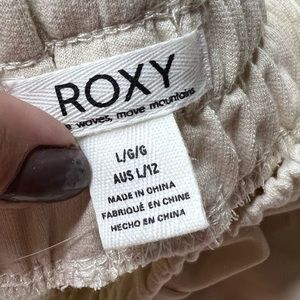 ROXY
waves, move mountains
L/G/G
AUS L/12
MADE IN CHINA
FABRIQUÉ EN CHINE
HECHO EN CHINA